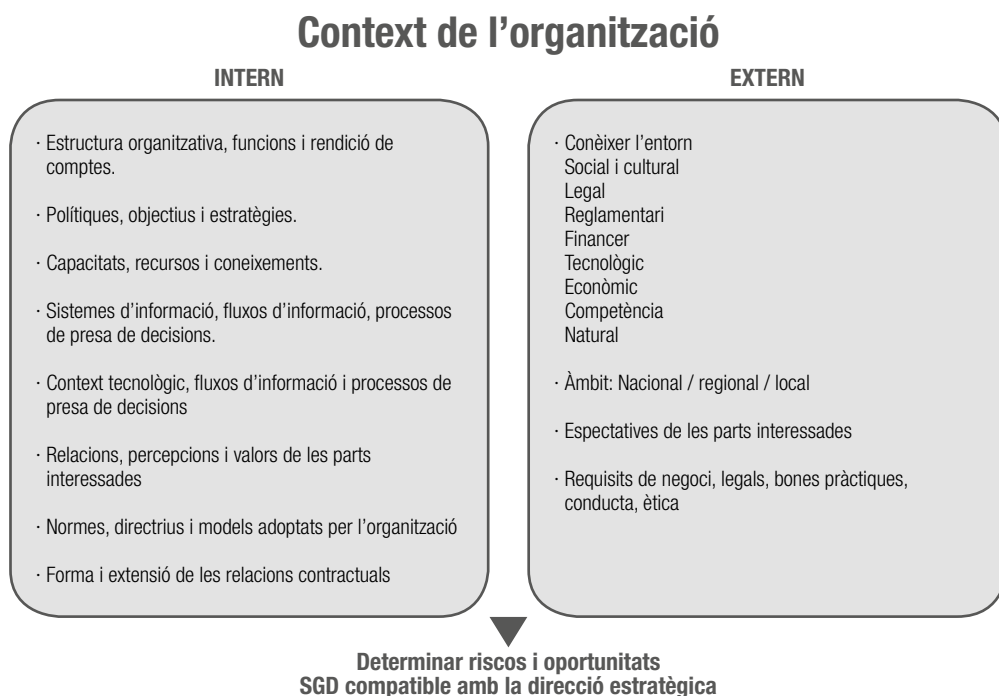 Context de l'organització
INTERN
· Estructura organitzativa, funcions i rendició de
comptes.
· Polítiques, objectius i estratègies.
· Capacitats, recursos i coneixements.
· Sistemes d'informació, fluxos d'informació, processos
de presa de decisions.
· Context tecnològic, fluxos d'informació i processos de
presa de decisions
· Relacions, percepcions i valors de les parts
interessades
· Normes, directrius i models adoptats per l'organització
· Forma i extensió de les relacions contractuals
EXTERN
· Conèixer l'entorn
Social i cultural
Legal
Reglamentari
Financer
Tecnològic
Econòmic
Competència
Natural
· Àmbit: Nacional / regional / local
· Espectatives de les parts interessades
· Requisits de negoci, legals, bones pràctiques,
conducta, ètica
Determinar riscos i oportunitats
SGD compatible amb la direcció estratègica